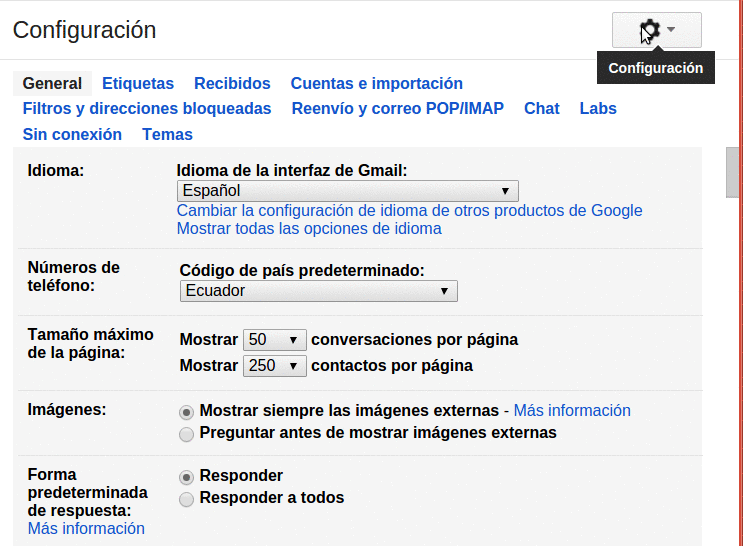 Configuración
Configuración
General Etiquetas Recibidos Cuentas e importación
Filtros y direcciones bloqueadas Reenvío y correo POP/IMAP Chat Labs
Sin conexión Temas
Idioma: Idioma de la interfaz de Gmail:
Español
Cambiar la configuración de idioma de otros productos de Google
Mostrar todas las opciones de idioma
Números de
teléfono:
Código de país predeterminado:
Ecuador
Tamaño máximo
de la página:
Mostrar 50 conversaciones por página
Mostrar 250 contactos por página
Imágenes: Mostrar siempre las imágenes externas - Más información
Preguntar antes de mostrar imágenes externas
Forma
predeterminada
de respuesta:
Más información
Responder
Responder a todos